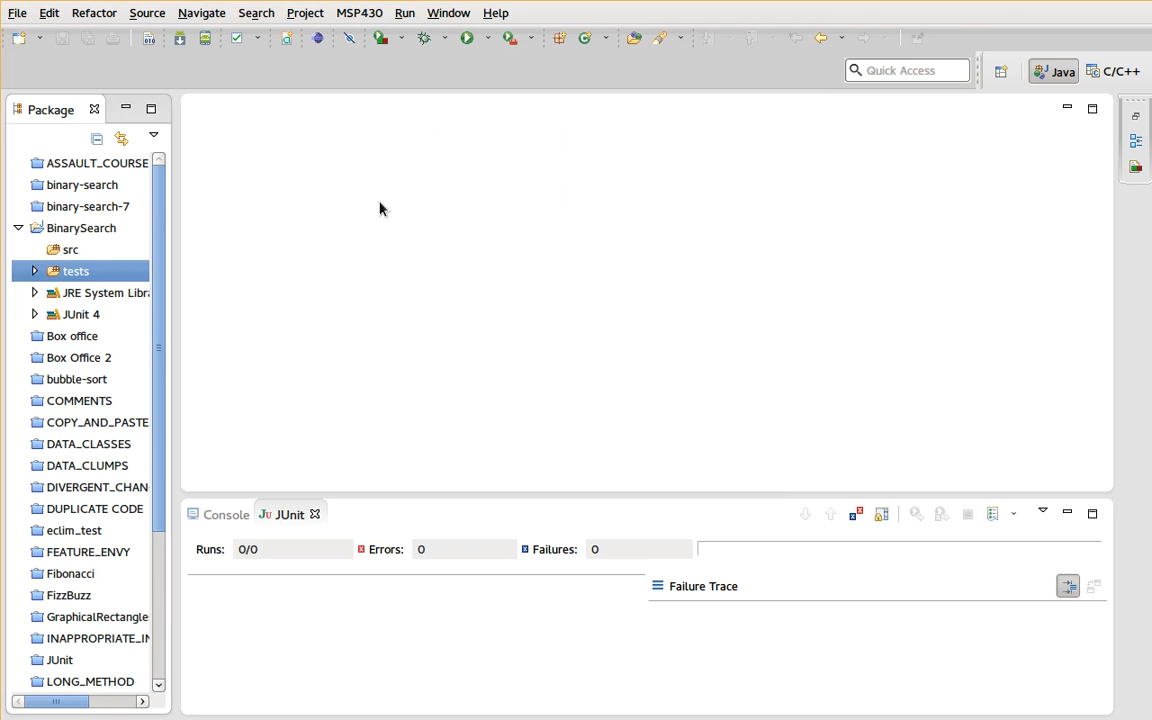 File Edit Refactor Source Navigate Search Project MSP430 Run Window Help
Quick Access
Java C/C++
Package
ASSAULT_COURSE
binary-search
binary-search-7
BinarySearch
src
tests
JRE System Libr
JUnit 4
Box office
Box Office 2
bubble-sort
COMMENTS
COPY_AND_PASTE
DATA_CLASSES
DATA_CLUMPS
DIVERGENT_CHAN
DUPLICATE CODE
eclim_test
FEATURE_ENVY
Fibonacci
FizzBuzz
GraphicalRectangle
INAPPROPRIATE_IN
JUnit
LONG_METHOD
Console JUnit
Runs: 0/0 Errors: 0 Failures: 0
Failure Trace